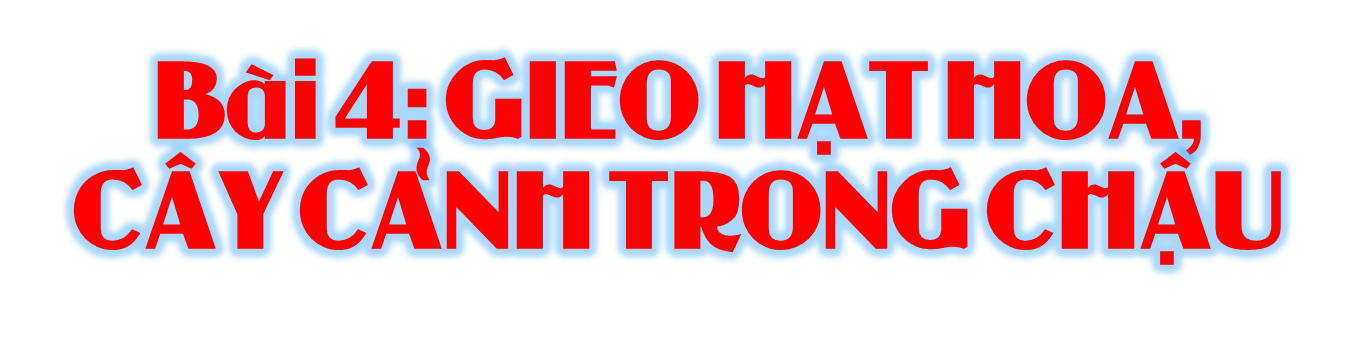 Bài 4: GIEO HẠT HOA,
CÂY CẢNH TRONG CHẬU